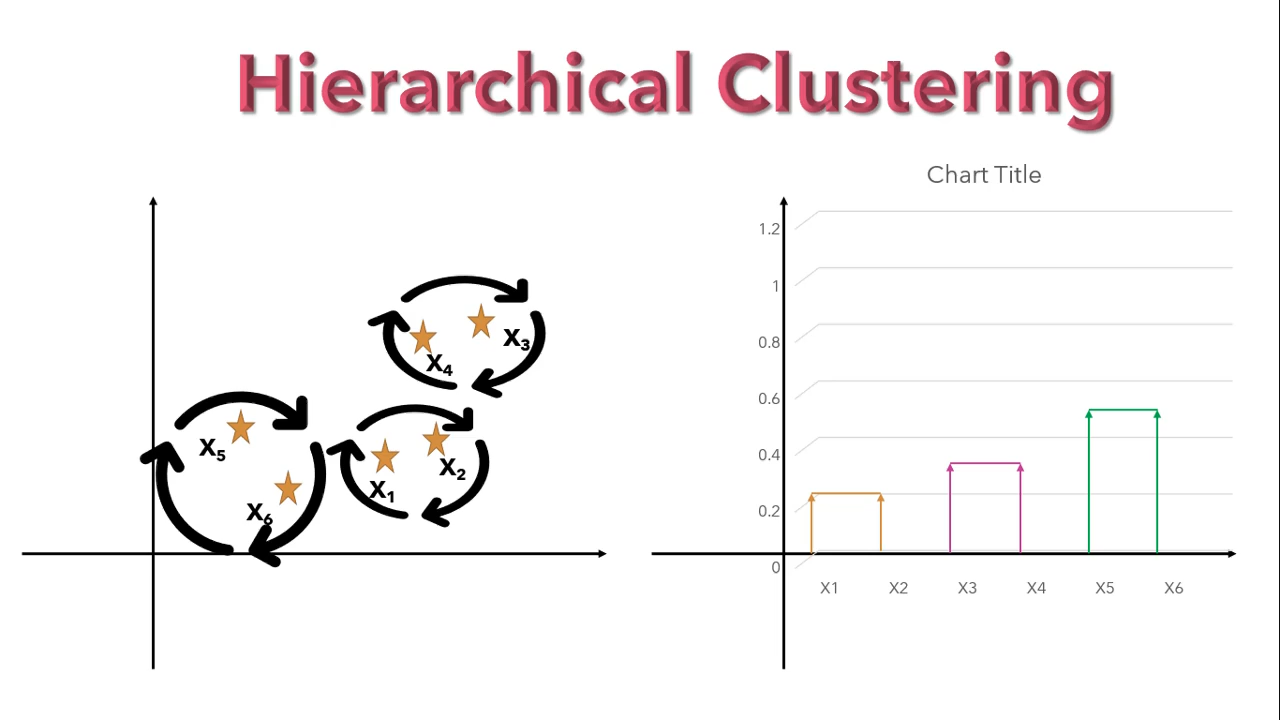 Hierarchical Clustering
Chart Title
X₃
X₄
X₅
X₂
X₁
X₆
1.2
1
0.8
0.6
0.4
0.2
0
X1 X2 X3 X4 X5 X6